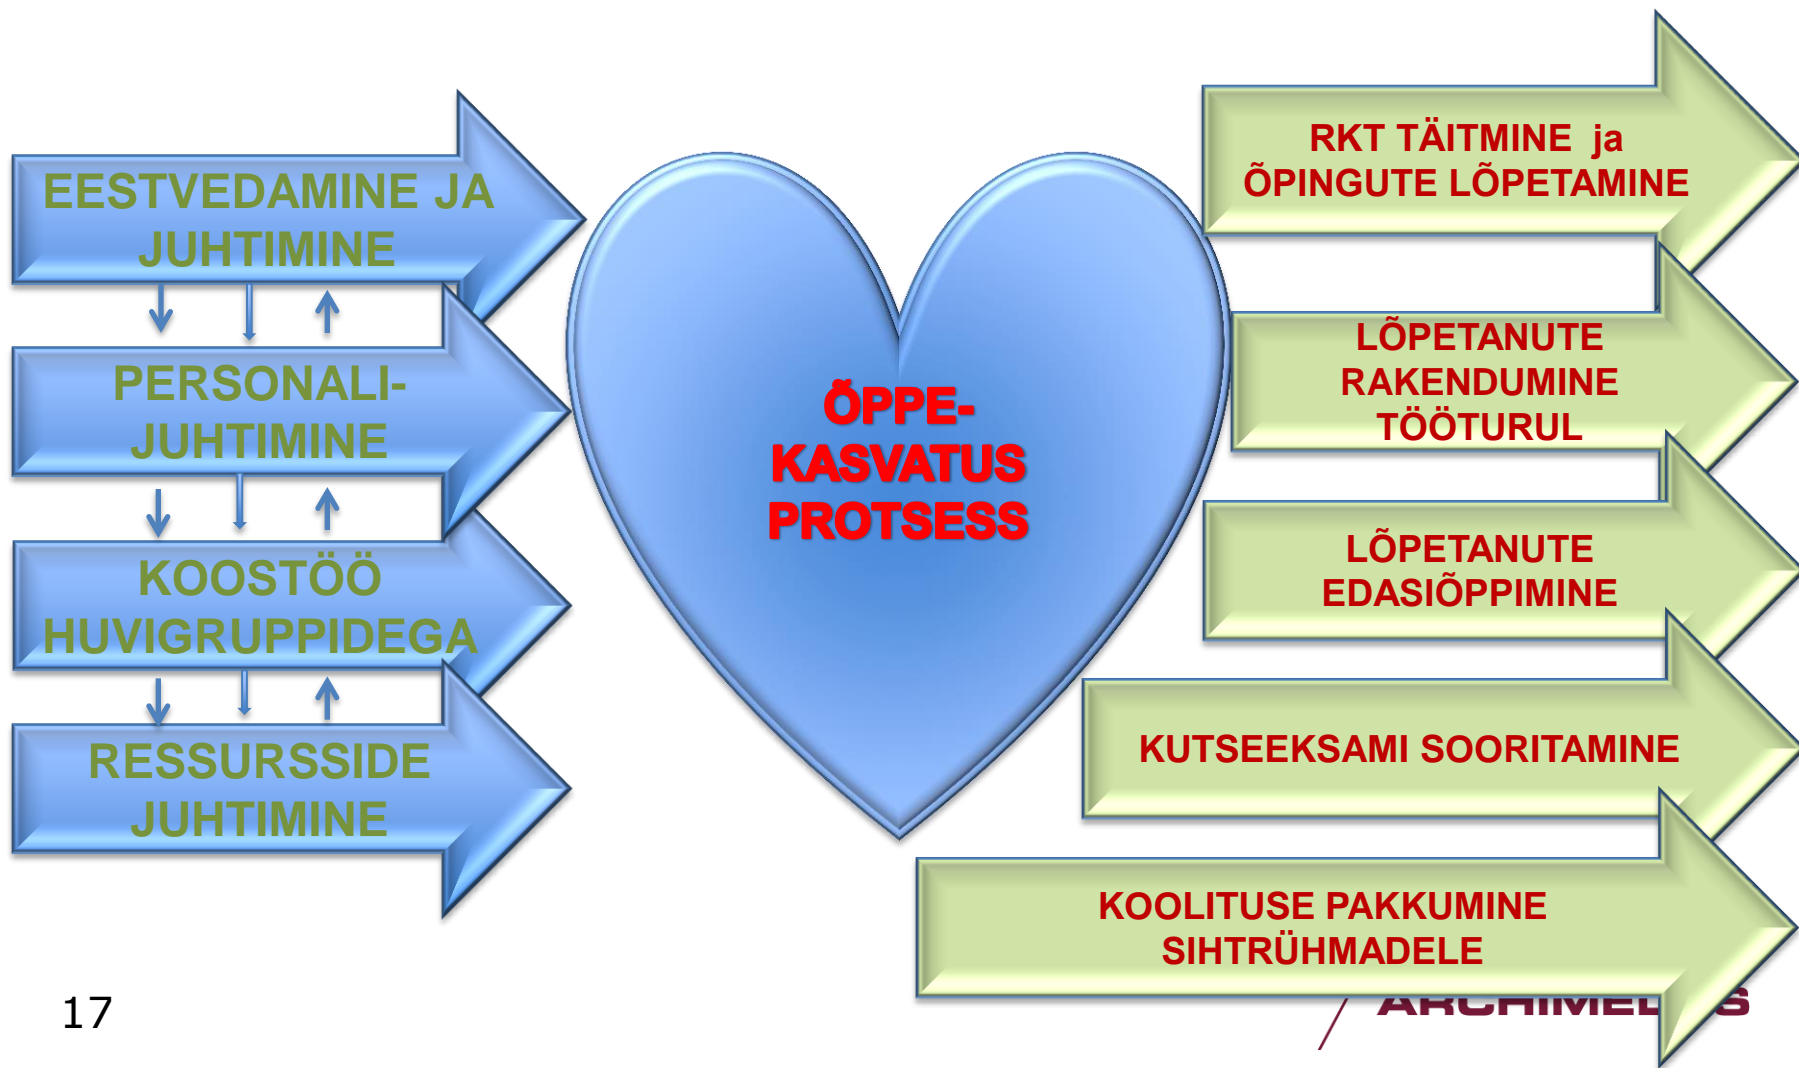 EESTVEDAMINE JA
JUHTIMINE
PERSONALI-
JUHTIMINE
KOOSTÖÖ
HUVIGRUPPIDEGA
RESSURSSIDE
JUHTIMINE
ÕPPE-
KASVATUS
PROTSESS
RKT TÄITMINE ja
ÕPINGUTE LÕPETAMINE
LÕPETANUTE
RAKENDUMINE
TÖÖTURUL
LÕPETANUTE
EDASIÕPPIMINE
KUTSEEKSAMI SOORITAMINE
KOOLITUSE PAKKUMINE
SIHTRÜHMADELE
17